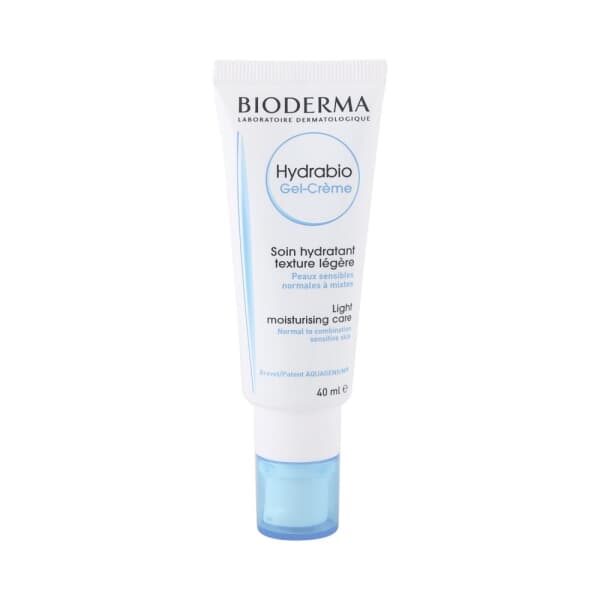 BIODERMA
LABORATOIRE DERMATOLOGIQUE
Hydrabio
Gel-Crème
Soin hydratant
texture légère
Peaux sensibles
normales à mixtes
Light
moisturising care
Normal to combination
sensitive skin
Brevet/Patent AQUAGENIUM®
40 ml ℮